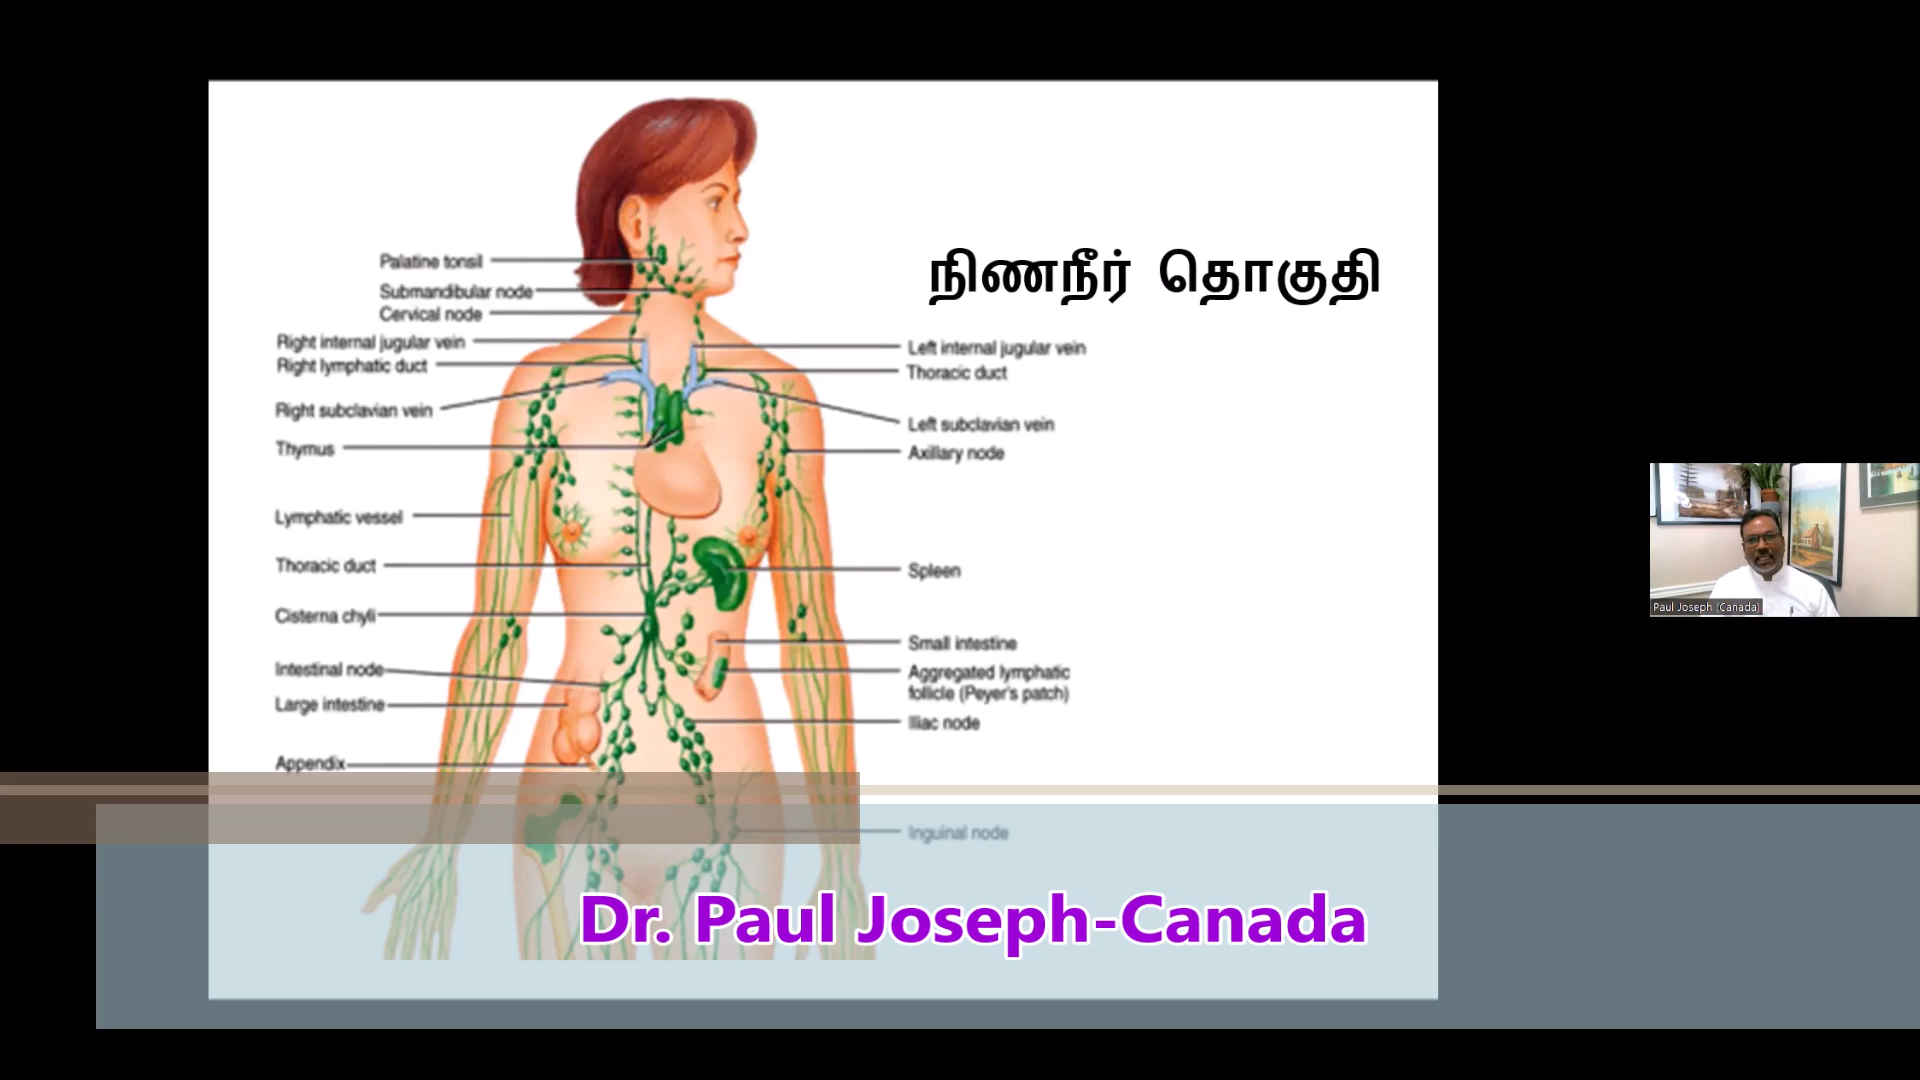 நிணநீர் தொகுதி
Palatine tonsil
Submandibular node
Cervical node
Right internal jugular vein
Right lymphatic duct
Right subclavian vein
Thymus
Lymphatic vessel
Thoracic duct
Cisterna chyli
Intestinal node
Large intestine
Appendix
Left internal jugular vein
Thoracic duct
Left subclavian vein
Axillary node
Spleen
Small intestine
Aggregated lymphatic
follicle (Peyer's patch)
Iliac node
Inguinal node
Paul Joseph (Canada)
Dr. Paul Joseph-Canada